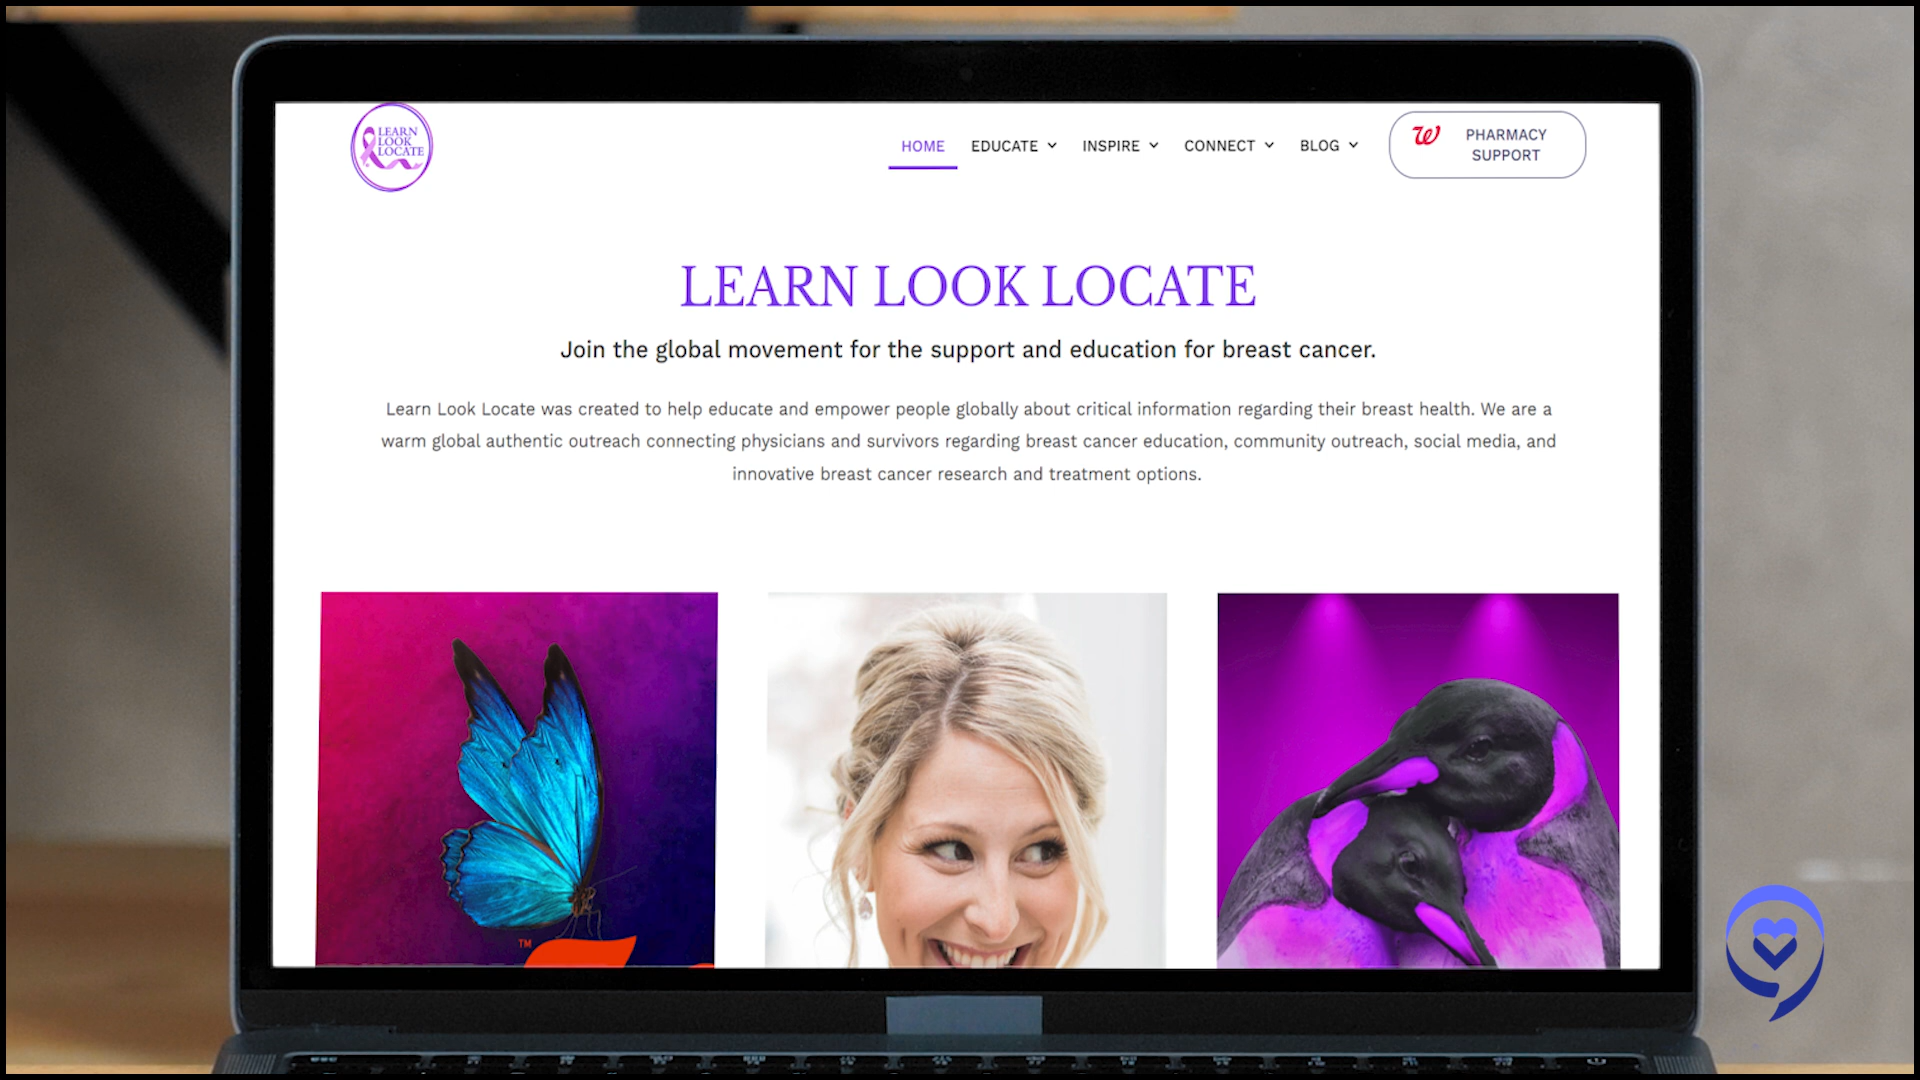 LEARN
LOOK
LOCATE
HOME
EDUCATE
INSPIRE
CONNECT
BLOG
PHARMACY
SUPPORT
LEARN LOOK LOCATE
Join the global movement for the support and education for breast cancer.
Learn Look Locate was created to help educate and empower people globally about critical information regarding their breast health. We are a
warm global authentic outreach connecting physicians and survivors regarding breast cancer education, community outreach, social media, and
innovative breast cancer research and treatment options.
TM